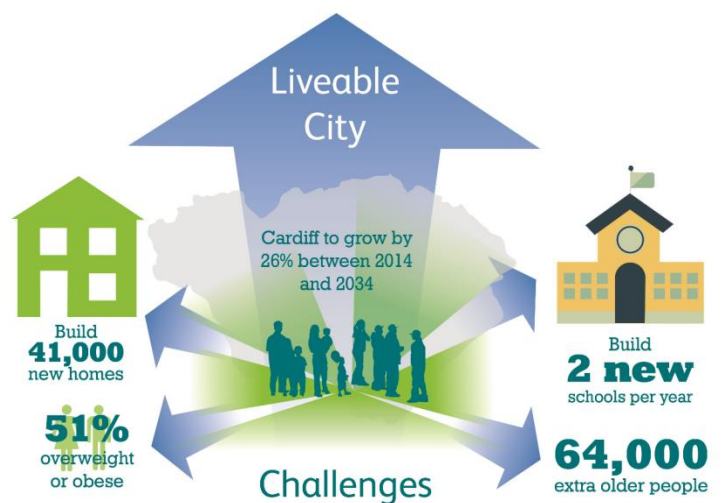 Liveable
City
Cardiff to grow by
26% between 2014
and 2034
Build
41,000
new homes
Build
2 new
schools per year
51%
overweight
or obese
64,000
extra older people
Challenges